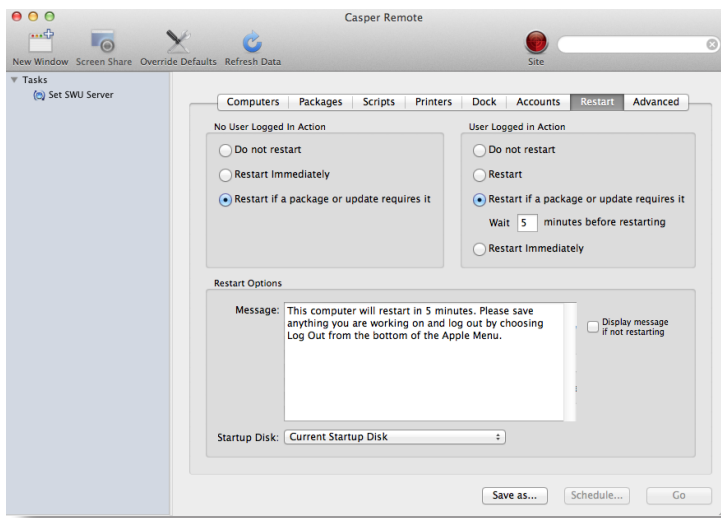 Casper Remote
New Window Screen Share Override Defaults Refresh Data Site
Tasks
Set SWU Server
Computers Packages Scripts Printers Dock Accounts Restart Advanced
No User Logged In Action
Do not restart
Restart Immediately
Restart if a package or update requires it
User Logged in Action
Do not restart
Restart
Restart if a package or update requires it
Wait 5 minutes before restarting
Restart Immediately
Restart Options
Message: This computer will restart in 5 minutes. Please save
anything you are working on and log out by choosing
Log Out from the bottom of the Apple Menu.
Display message
if not restarting
Startup Disk: Current Startup Disk
Save as... Schedule... Go